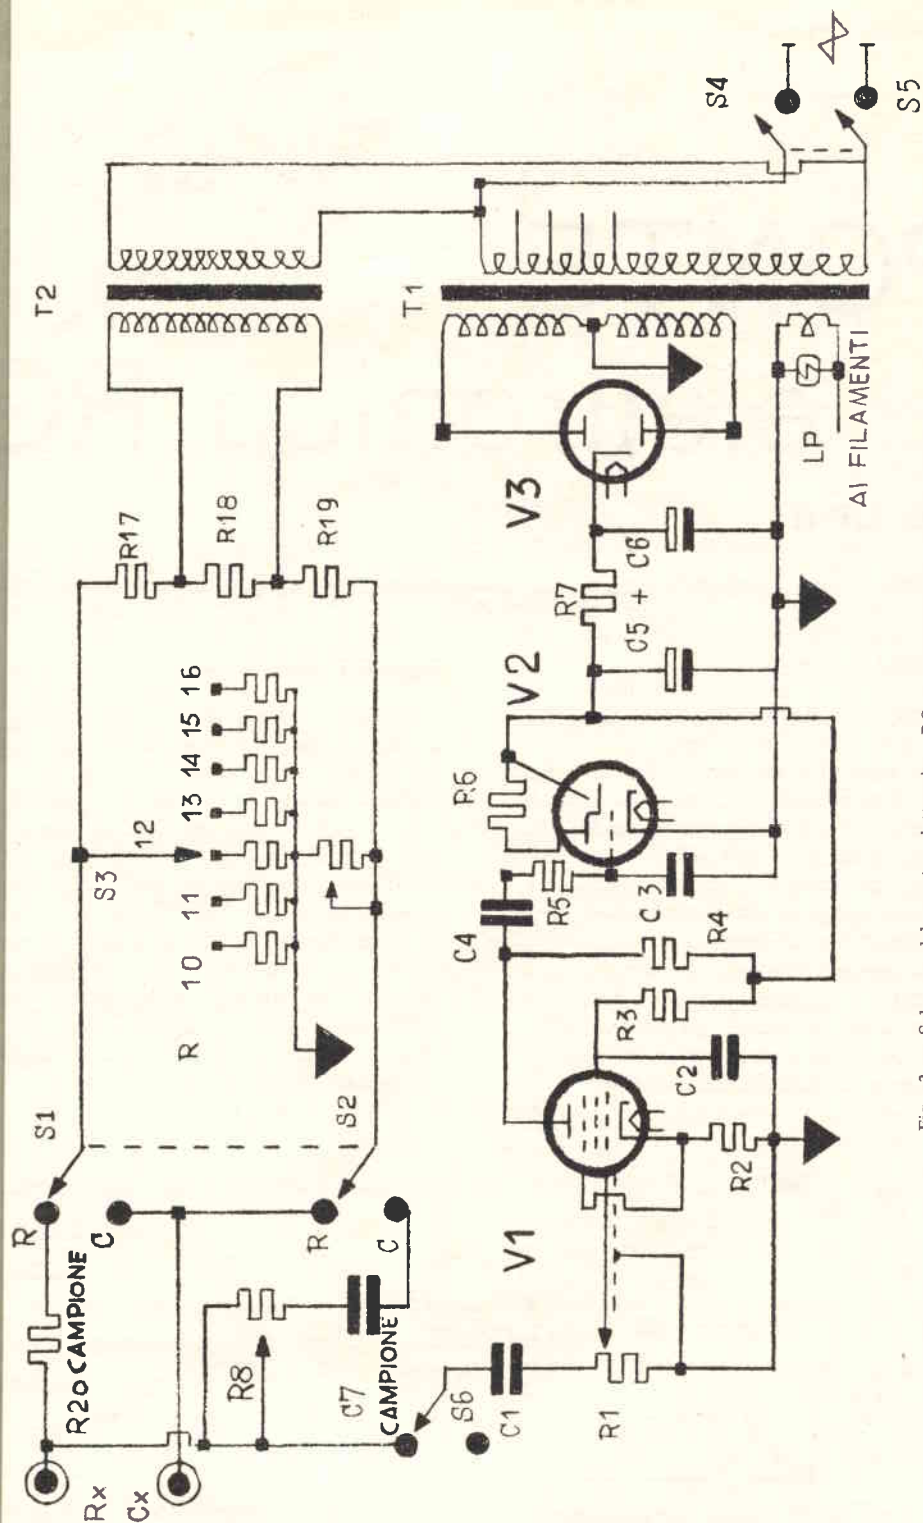 R
R20 CAMPIONE
C
S1
T2
Rx
Cx
S3
12
R17
R18
R19
R 10 11 13 14 15 16
R
S2
R8
C7
CAMPIONE
C
T1
S6
C1
V1
C4
R5
R6
V2
V3
R7
C5 + C6
R1
R3
C3
R2
C2
R4
LP
AI FILAMENTI
S4
S5